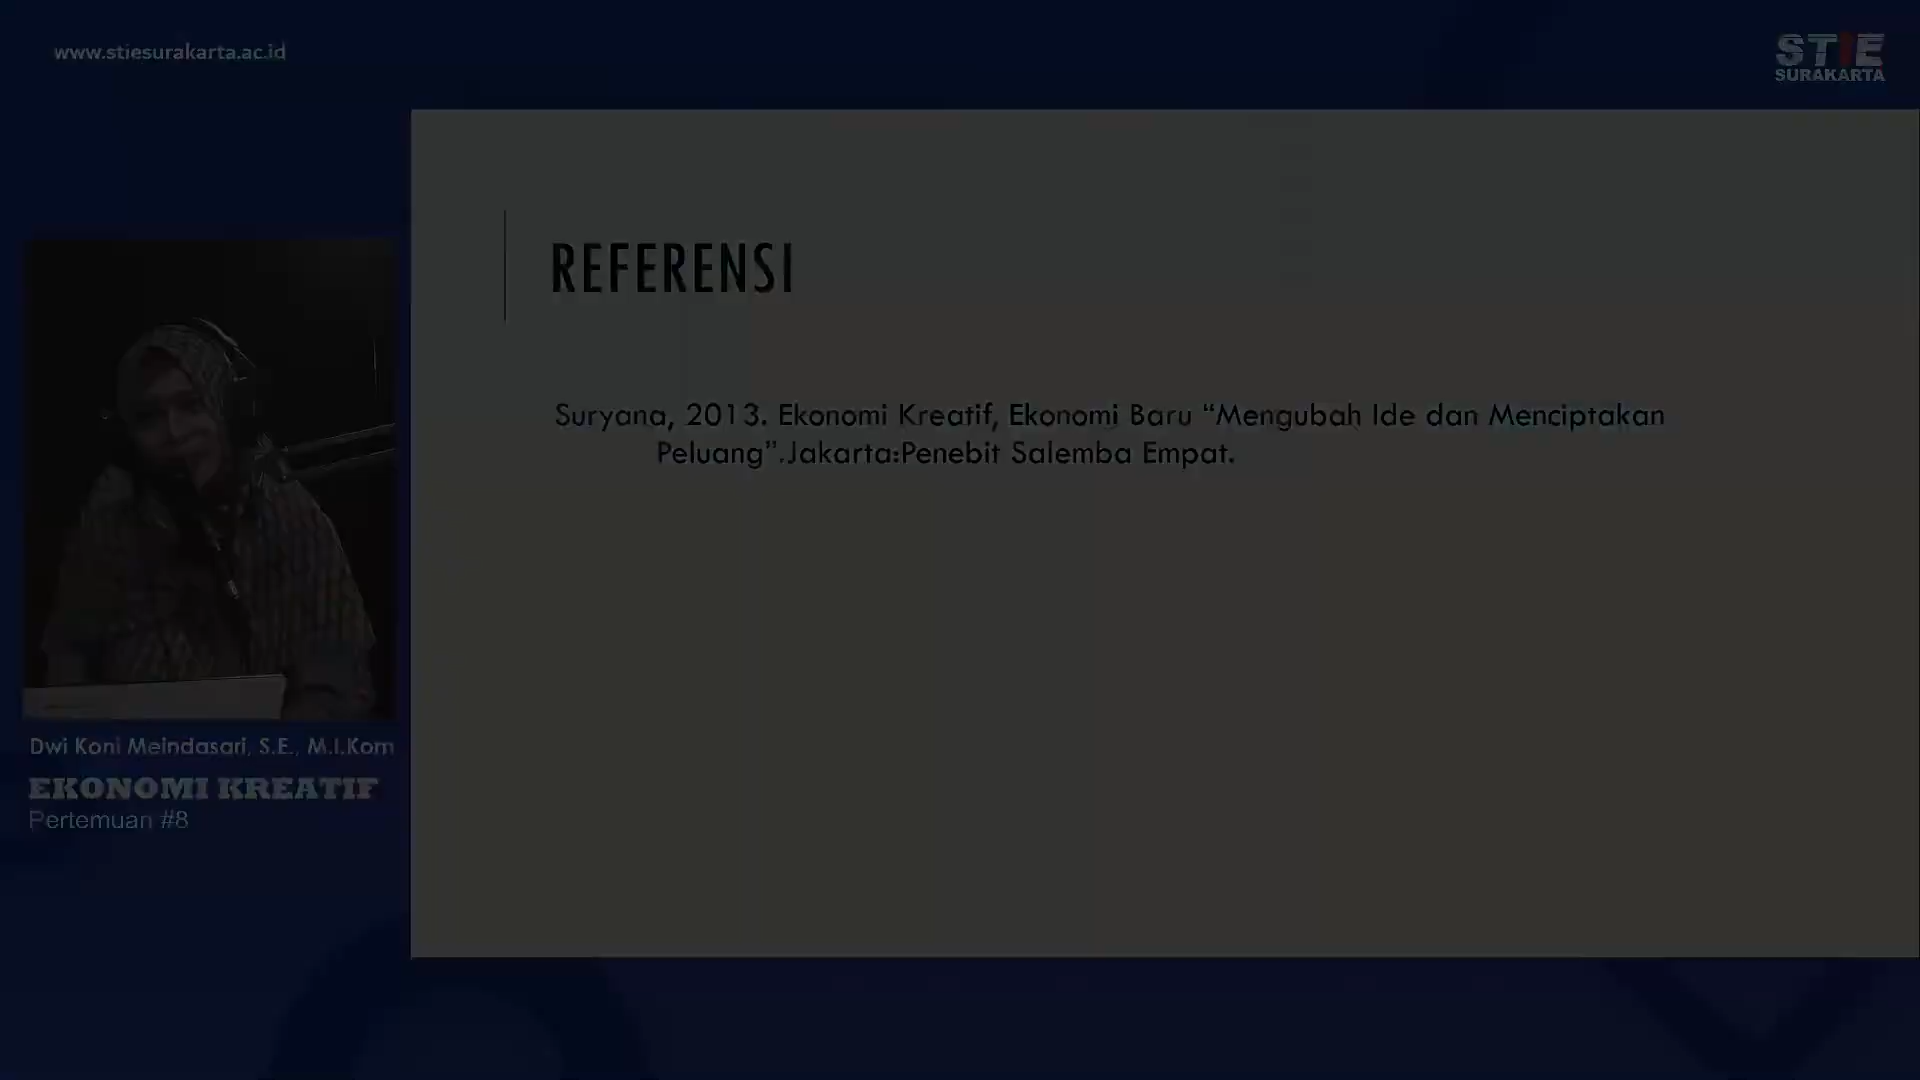 www.stiesurakarta.ac.id
STIE
SURAKARTA
REFERENSI
Suryana, 2013. Ekonomi Kreatif, Ekonomi Baru “Mengubah Ide dan Menciptakan
Peluang”.Jakarta:Penebit Salemba Empat.
Dwi Koni Meindasari, S.E., M.I.Kom
EKONOMI KREATIF
Pertemuan #8